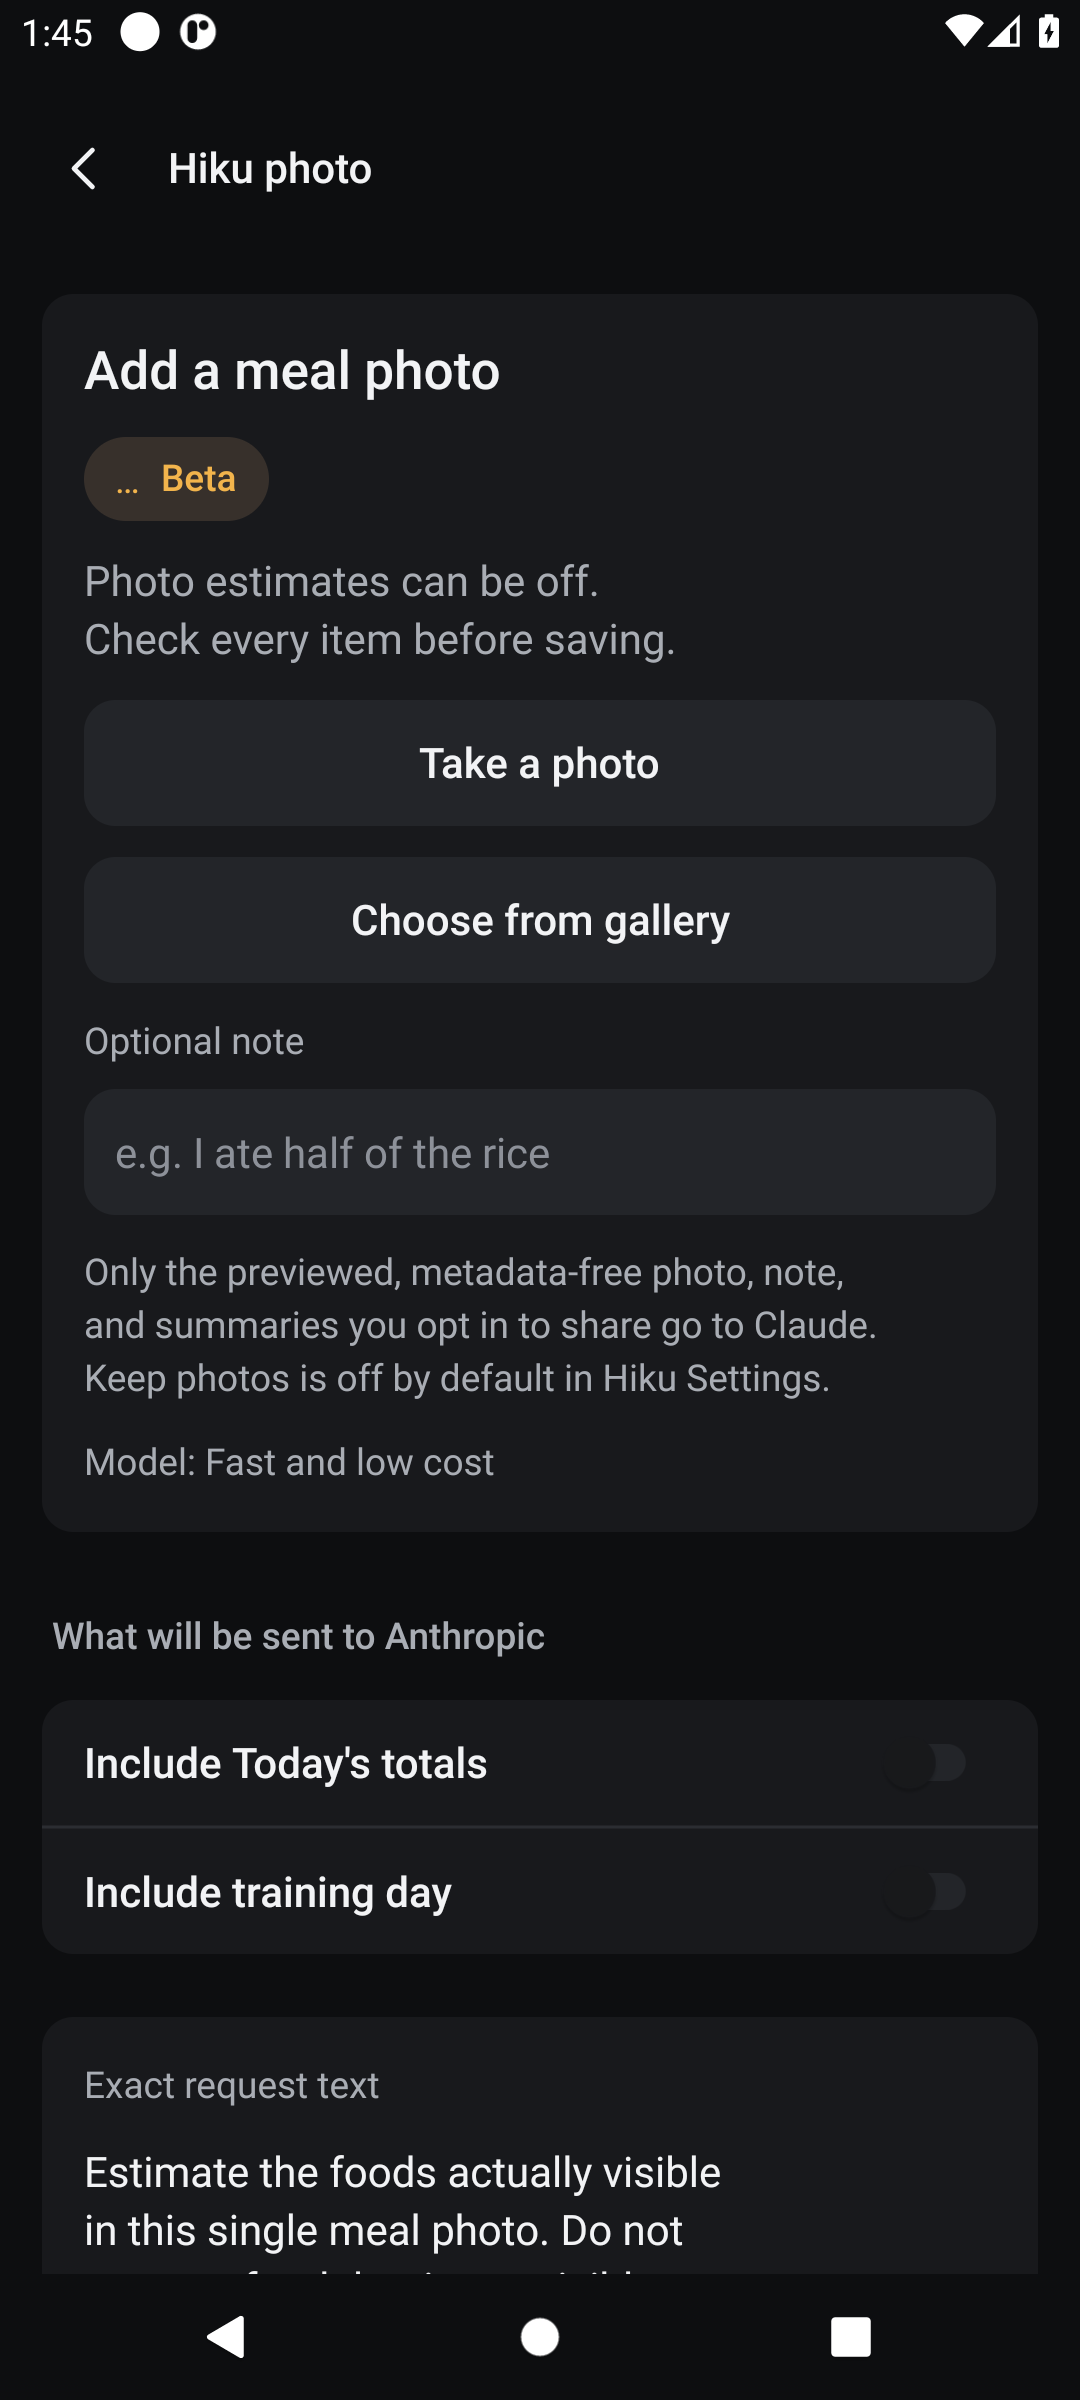 1:45
Hiku photo
Add a meal photo
... Beta
Photo estimates can be off.
Check every item before saving.
Take a photo
Choose from gallery
Optional note
e.g. I ate half of the rice
Only the previewed, metadata-free photo, note,
and summaries you opt in to share go to Claude.
Keep photos is off by default in Hiku Settings.
Model: Fast and low cost
What will be sent to Anthropic
Include Today's totals
Include training day
Exact request text
Estimate the foods actually visible
in this single meal photo. Do not